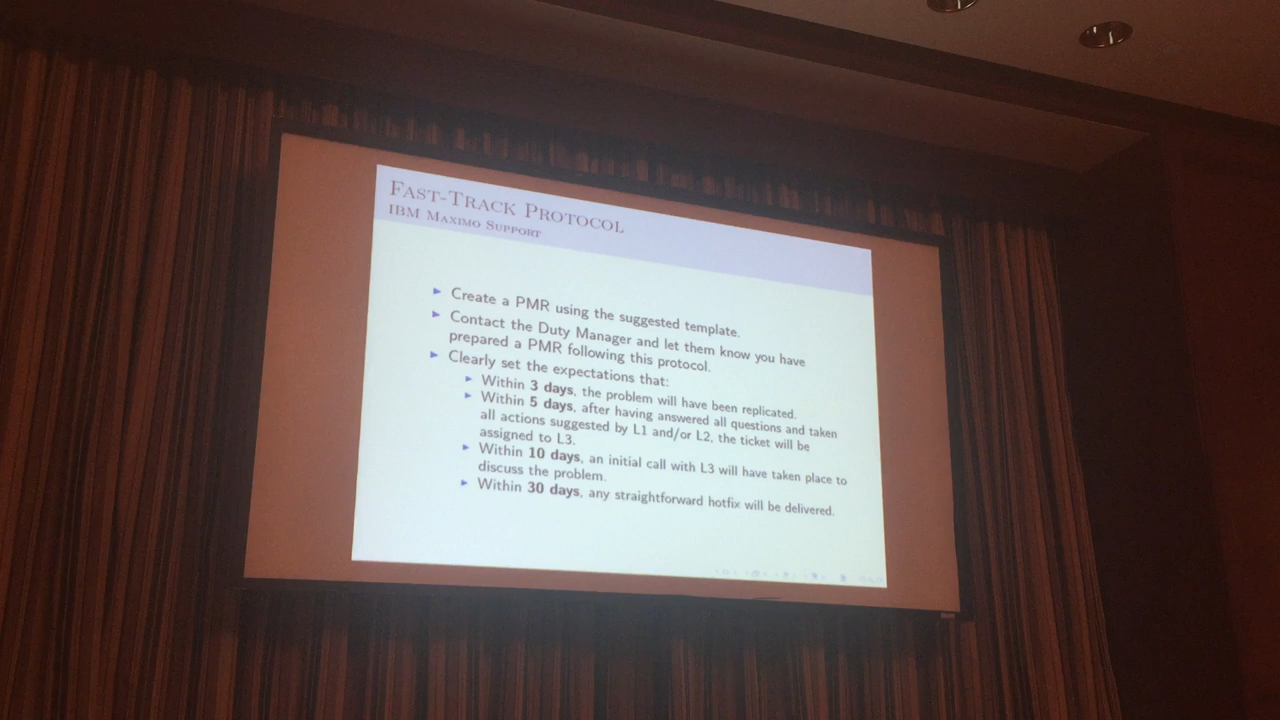 FAST-TRACK PROTOCOL
IBM MAXIMO SUPPORT
Create a PMR using the suggested template.
Contact the Duty Manager and let them know you have
prepared a PMR following this protocol.
Clearly set the expectations that:
Within 3 days, the problem will have been replicated.
Within 5 days, after having answered all questions and taken
all actions suggested by L1 and/or L2, the ticket will be
assigned to L3.
Within 10 days, an initial call with L3 will have taken place to
discuss the problem.
Within 30 days, any straightforward hotfix will be delivered.